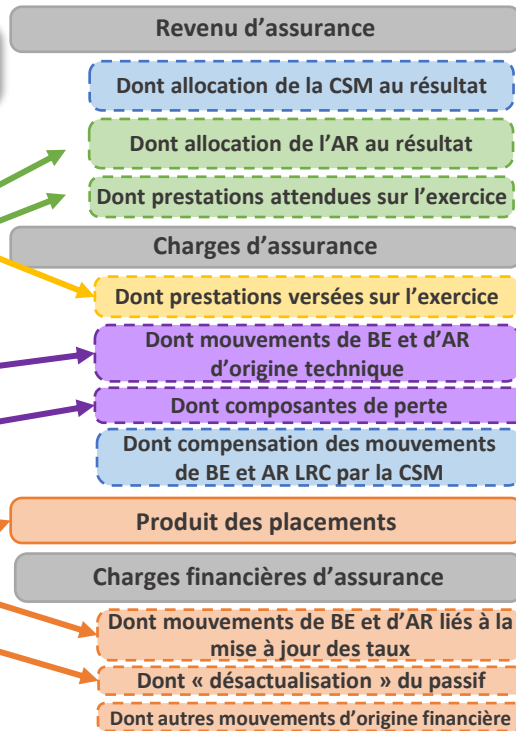 Revenu d’assurance
Dont allocation de la CSM au résultat
Dont allocation de l’AR au résultat
Dont prestations attendues sur l’exercice
Charges d’assurance
Dont prestations versées sur l’exercice
Dont mouvements de BE et d’AR
d’origine technique
Dont composantes de perte
Dont compensation des mouvements
de BE et AR LRC par la CSM
Produit des placements
Charges financières d’assurance
Dont mouvements de BE et d’AR liés à la
mise à jour des taux
Dont « désactualisation » du passif
Dont autres mouvements d’origine financière